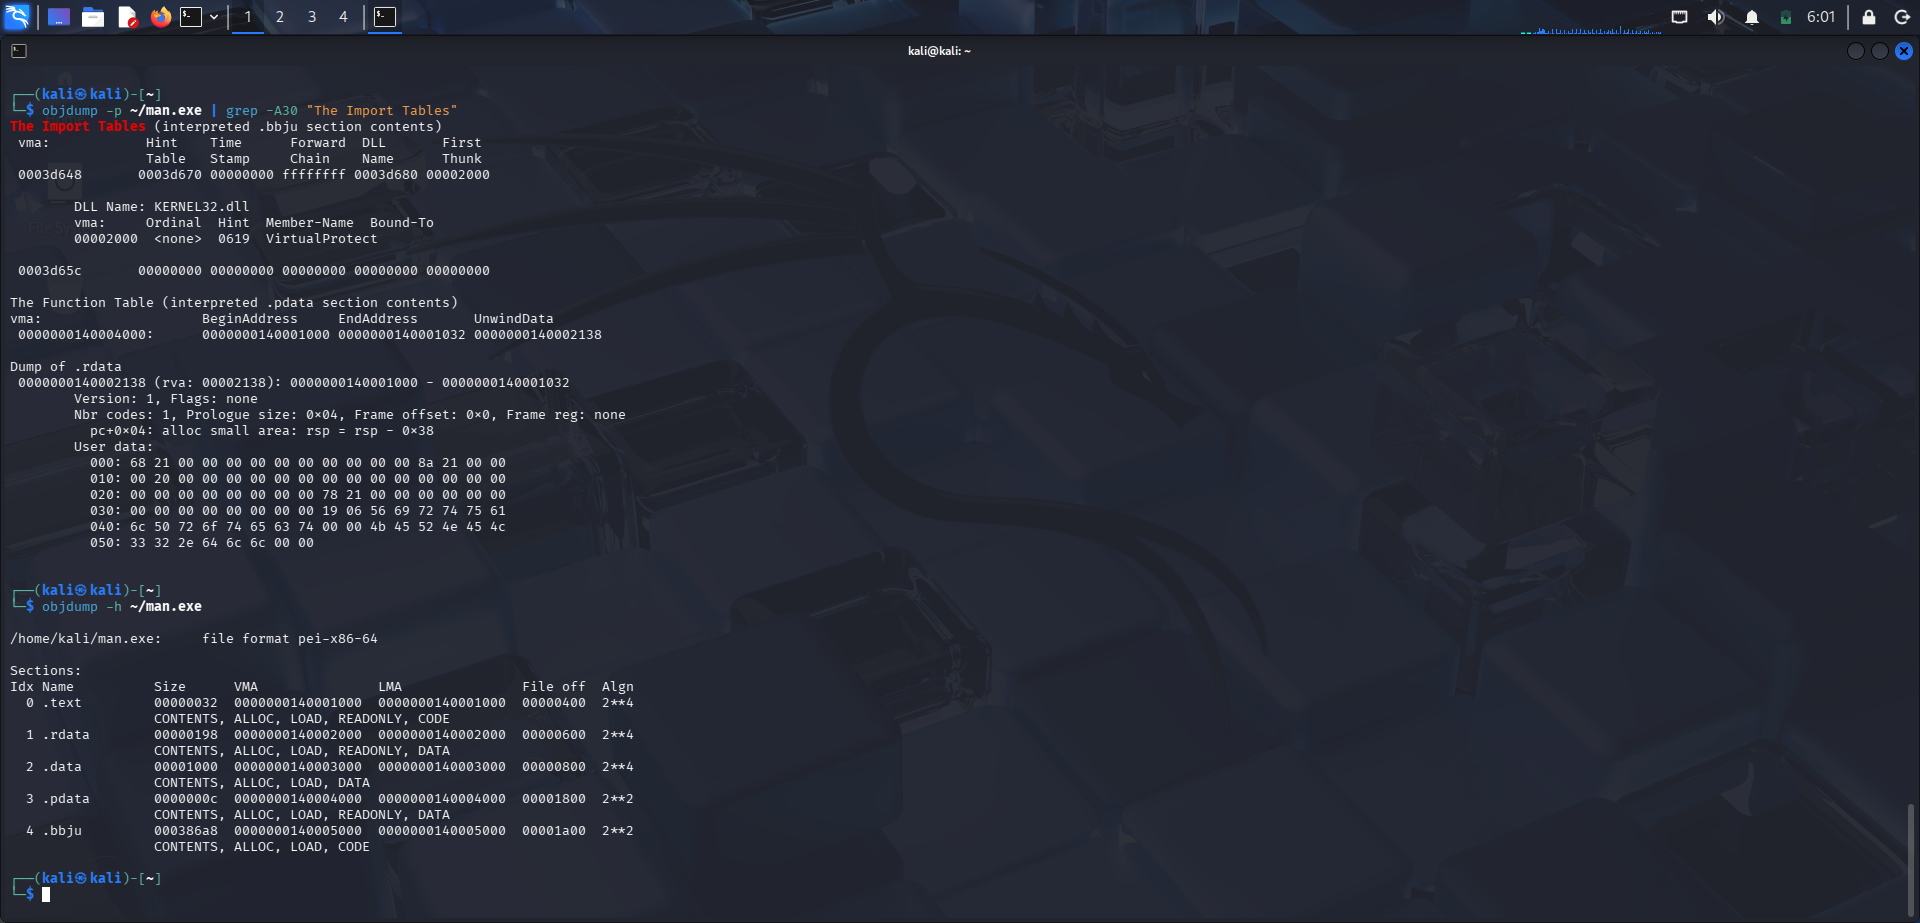 1 2 3 4 6:01
kali@kali: ~
┌──(kali㉿kali)-[~]
└─$ objdump -p ~/man.exe | grep -A30 "The Import Tables"
The Import Tables (interpreted .bbju section contents)
 vma:            Hint    Time      Forward  DLL       First
                 Table   Stamp     Chain    Name      Thunk
 0003d648       0003d670 00000000 ffffffff 0003d680 00002000

        DLL Name: KERNEL32.dll
        vma:     Ordinal  Hint  Member-Name  Bound-To
        00002000  <none>  0619  VirtualProtect

 0003d65c       00000000 00000000 00000000 00000000 00000000

The Function Table (interpreted .pdata section contents)
vma:                    BeginAddress     EndAddress       UnwindData
 0000000140004000:      0000000140001000 0000000140001032 0000000140002138

Dump of .rdata
 0000000140002138 (rva: 00002138): 0000000140001000 - 0000000140001032
        Version: 1, Flags: none
        Nbr codes: 1, Prologue size: 0×04, Frame offset: 0×0, Frame reg: none
          pc+0×04: alloc small area: rsp = rsp - 0×38
        User data:
          000: 68 21 00 00 00 00 00 00 00 00 00 00 8a 21 00 00
          010: 00 20 00 00 00 00 00 00 00 00 00 00 00 00 00 00
          020: 00 00 00 00 00 00 00 00 78 21 00 00 00 00 00 00
          030: 00 00 00 00 00 00 00 00 19 06 56 69 72 74 75 61
          040: 6c 50 72 6f 74 65 63 74 00 00 4b 45 52 4e 45 4c
          050: 33 32 2e 64 6c 6c 00 00

┌──(kali㉿kali)-[~]
└─$ objdump -h ~/man.exe

/home/kali/man.exe:     file format pei-x86-64

Sections:
Idx Name          Size      VMA               LMA               File off  Algn
  0 .text         00000032  0000000140001000  0000000140001000  00000400  2**4
                  CONTENTS, ALLOC, LOAD, READONLY, CODE
  1 .rdata        00000198  0000000140002000  0000000140002000  00000600  2**4
                  CONTENTS, ALLOC, LOAD, READONLY, DATA
  2 .data         00001000  0000000140003000  0000000140003000  00000800  2**4
                  CONTENTS, ALLOC, LOAD, DATA
  3 .pdata        0000000c  0000000140004000  0000000140004000  00001800  2**2
                  CONTENTS, ALLOC, LOAD, READONLY, DATA
  4 .bbju         000386a8  0000000140005000  0000000140005000  00001a00  2**2
                  CONTENTS, ALLOC, LOAD, CODE

┌──(kali㉿kali)-[~]
└─$